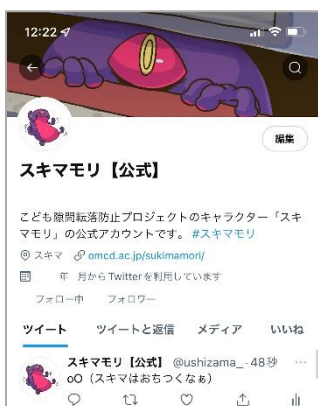 12:22
編集
スキマモリ【公式】
こども隙間転落防止プロジェクトのキャラクター「スキ
マモリ」の公式アカウントです。 #スキマモリ
スキマ omcd.ac.jp/sukimamori/
年 月からTwitterを利用しています
フォロー中 フォロワー
ツイート ツイートと返信 メディア いいね
スキマモリ【公式】 @ushizama_ · 48秒
oO（スキマはおちつくなぁ）